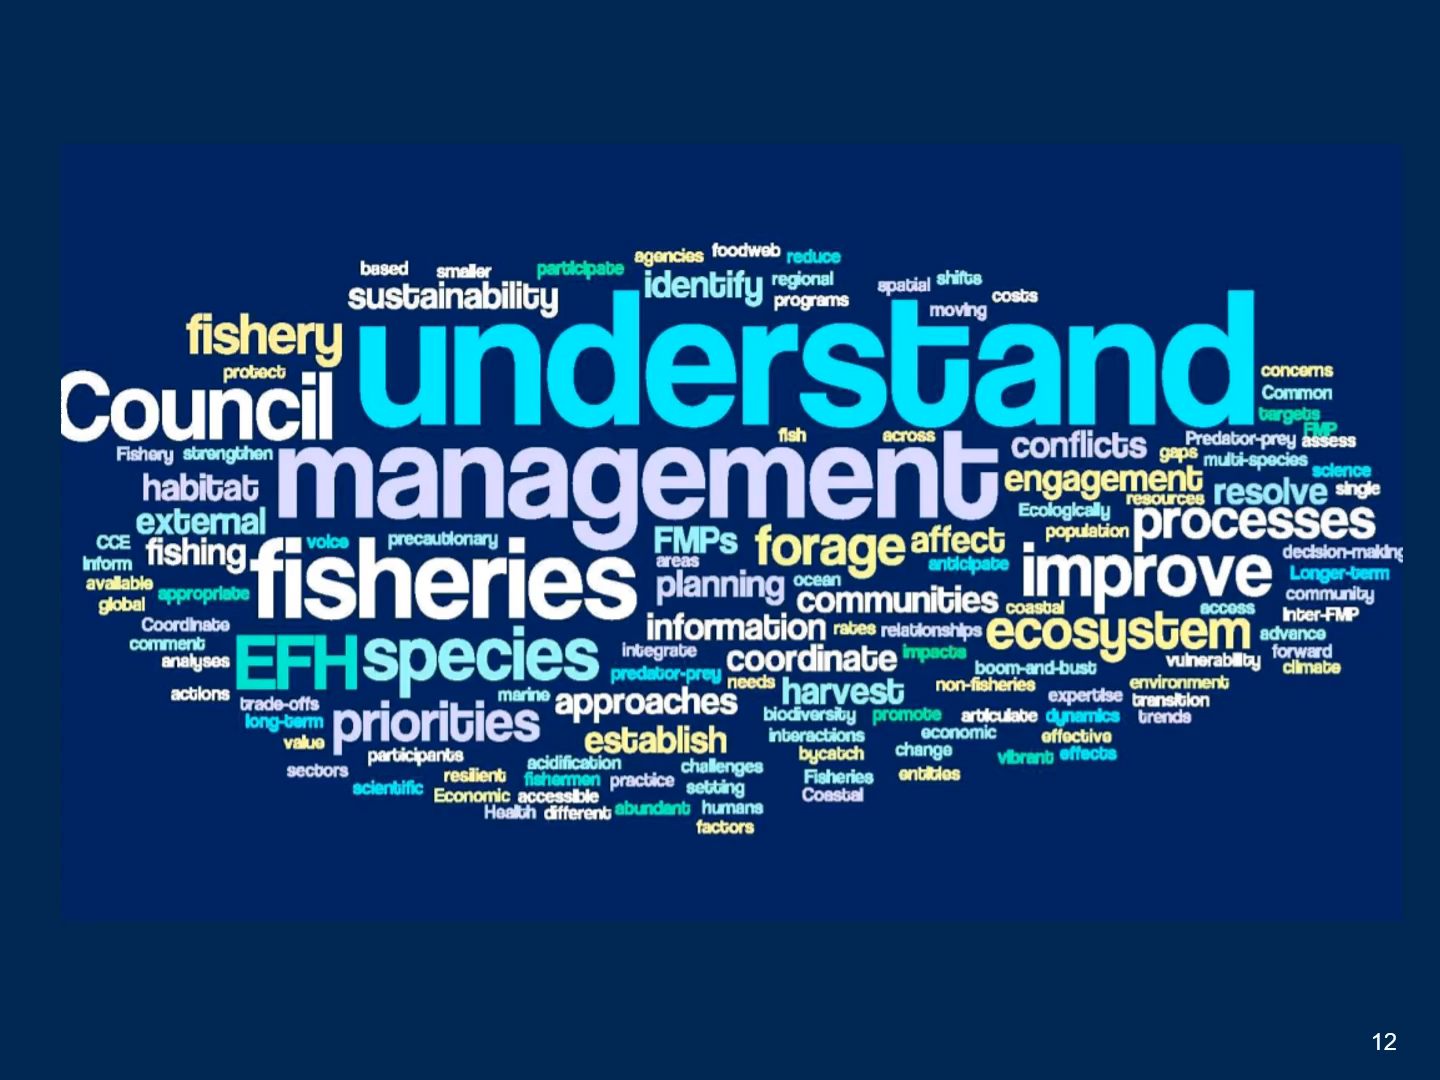 agencies foodweb reduce
based smaller participate identify regional spatial shifts
sustainability programs moving costs
fishery understand
protect concerns
Council Common
targets
fish across FMP
Fishery strengthen management conflicts gaps Predator-prey assess
multi-species science
habitat engagement resolve single
resources
external Ecologically processes
CCE fishing voice precautionary FMPs forage affect population
Inform fisheries areas anticipate improve decision-making
available appropriate planning ocean Longer-term
global communities coastal access community
Coordinate information rates relationships ecosystem Inter-FMP
comment EFH species integrate coordinate impacts advance
analyses predator-prey needs boom-and-bust vulnerability forward
climate
actions trade-offs marine approaches harvest non-fisheries expertise environment
transition
long-term priorities biodiversity promote articulate dynamics trends
value establish interactions economic effective
participants bycatch change vibrant effects
sectors resilient acidification challenges
scientific fishermen practice setting Fisheries entities
Economic accessible Coastal
Health different abundant humans
factors
12